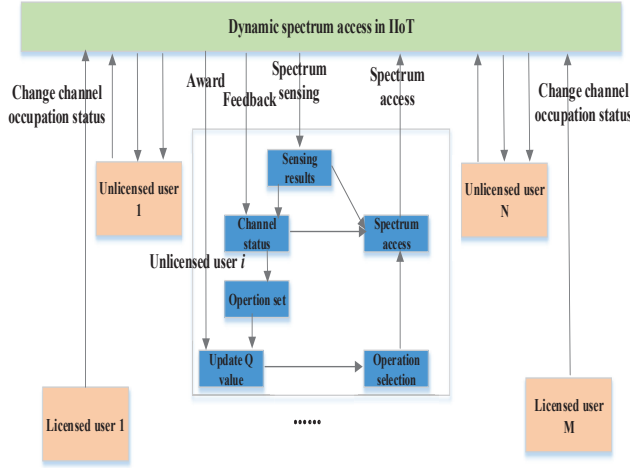 Dynamic spectrum access in IIoT
Change channel
occupation status
Award
Feedback
Spectrum
sensing
Spectrum
access
Change channel
occupation status
Unlicensed user
1
Sensing
results
Unlicensed user
N
Channel
status
Spectrum
access
Unlicensed user i
Opertion set
Update Q
value
Operation
selection
Licensed user 1
......
Licensed user
M